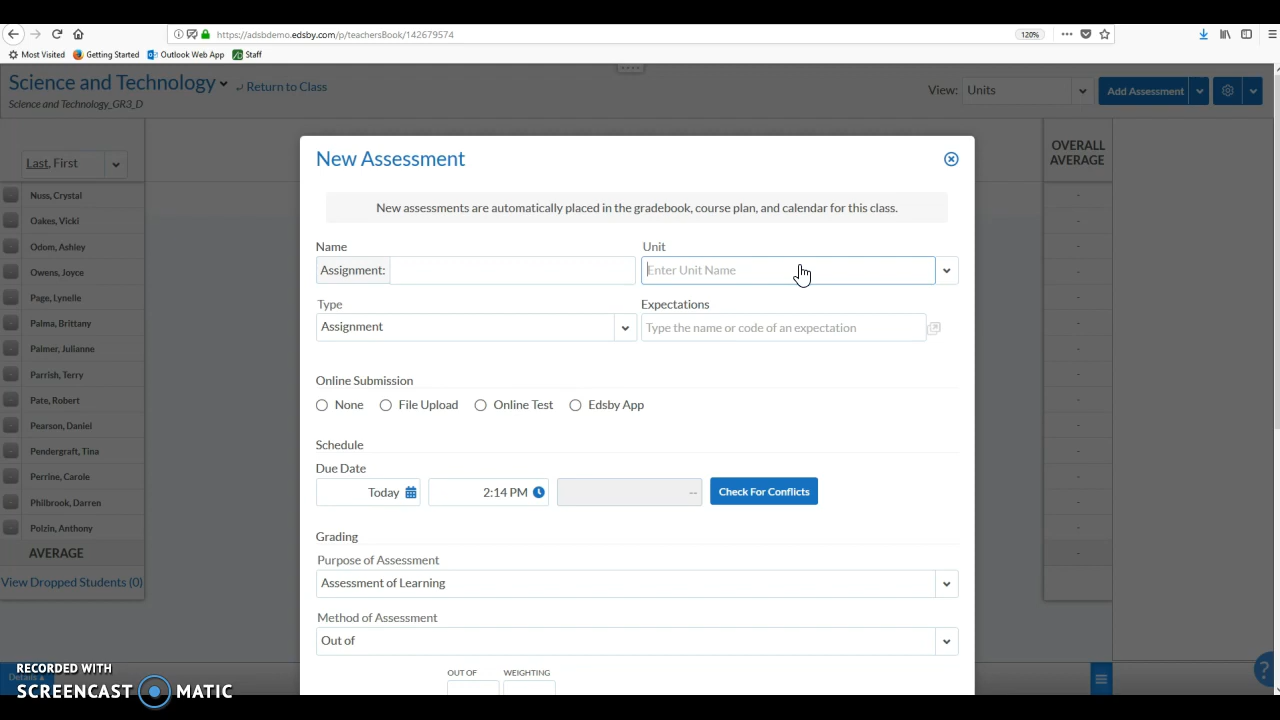 https://adsbdemo.edsby.com/p/teachersBook/142679574
120%
Most Visited
Getting Started
Outlook Web App
Staff
Science and Technology
Return to Class
Science and Technology_GR3_D
View:
Units
Add Assessment
Last, First
OVERALL
AVERAGE
Nuss, Crystal
Oakes, Vicki
Odom, Ashley
Owens, Joyce
Page, Lynelle
Palma, Brittany
Palmer, Julianne
Parrish, Terry
Pate, Robert
Pearson, Daniel
Pendergraft, Tina
Perrine, Carole
Philbrook, Darren
Polzin, Anthony
AVERAGE
View Dropped Students (0)
New Assessment
New assessments are automatically placed in the gradebook, course plan, and calendar for this class.
Name
Unit
Assignment:
Enter Unit Name
Type
Expectations
Assignment
Type the name or code of an expectation
Online Submission
None
File Upload
Online Test
Edsby App
Schedule
Due Date
Today
2:14 PM
--
Check For Conflicts
Grading
Purpose of Assessment
Assessment of Learning
Method of Assessment
Out of
OUT OF
WEIGHTING
Details
RECORDED WITH
SCREENCAST MATIC